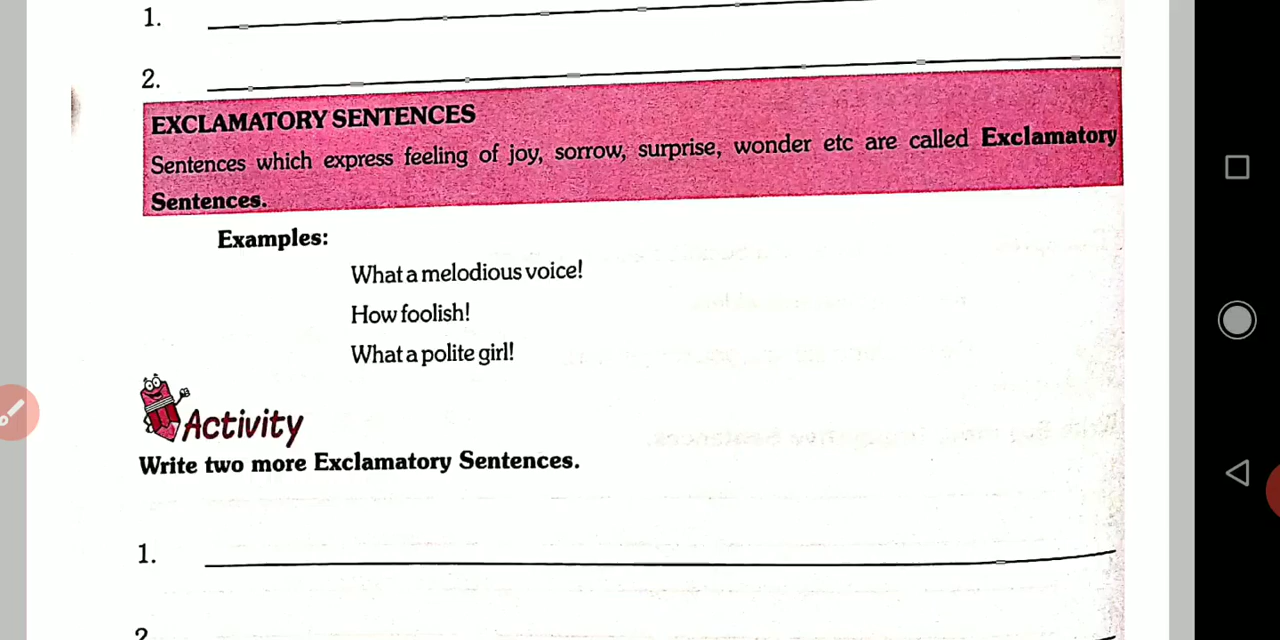 1.
2.
EXCLAMATORY SENTENCES
Sentences which express feeling of joy, sorrow, surprise, wonder etc are called Exclamatory
Sentences.
Examples:
What a melodious voice!
How foolish!
What a polite girl!
Activity
Write two more Exclamatory Sentences.
1.
2